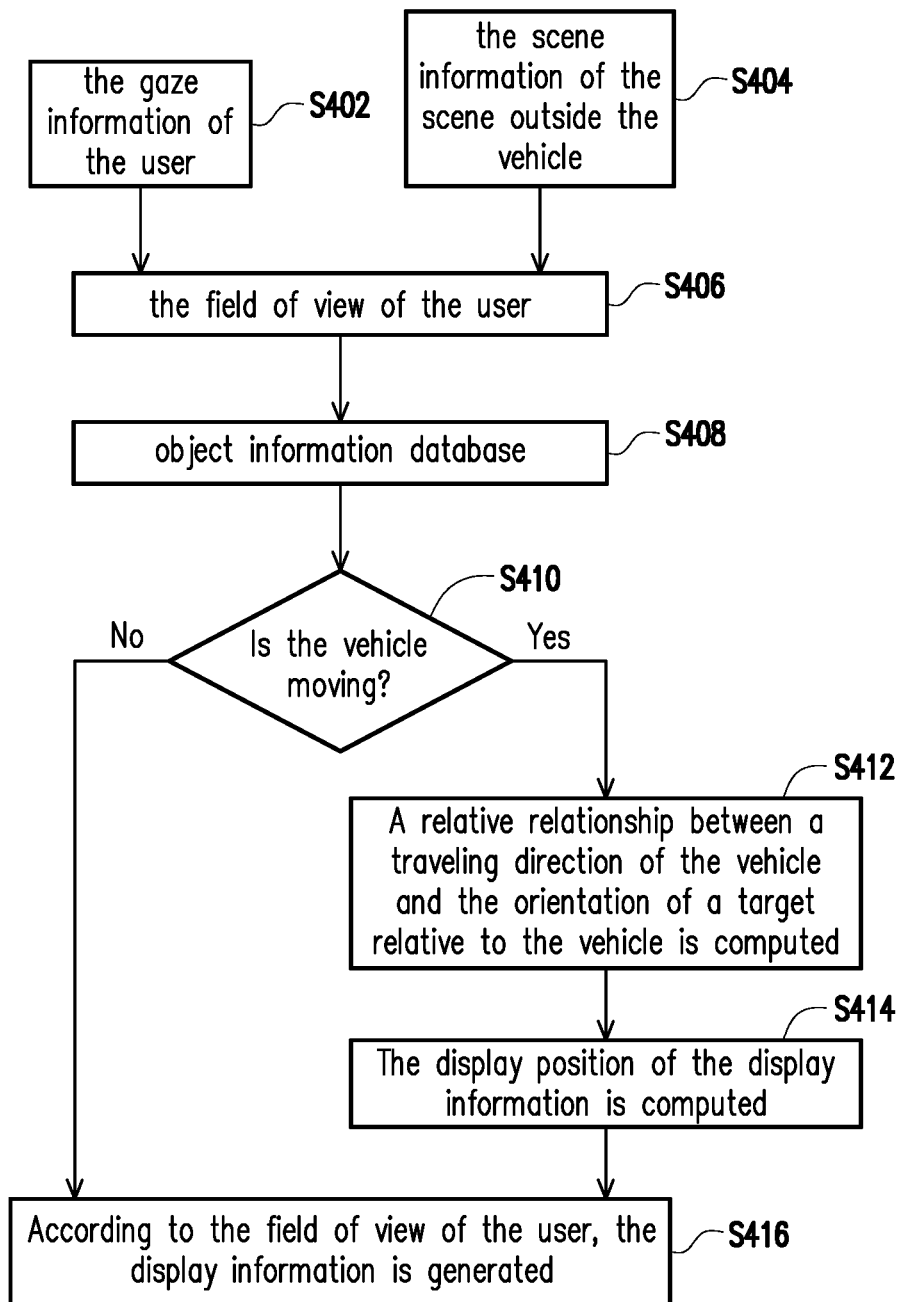 the gaze
information of
the user
S402
the scene
information of the
scene outside the
vehicle
S404
the field of view of the user
S406
object information database
S408
Is the vehicle
moving?
S410
No
Yes
A relative relationship between a
traveling direction of the vehicle
and the orientation of a target
relative to the vehicle is computed
S412
The display position of the display
information is computed
S414
According to the field of view of the user, the
display information is generated
S416